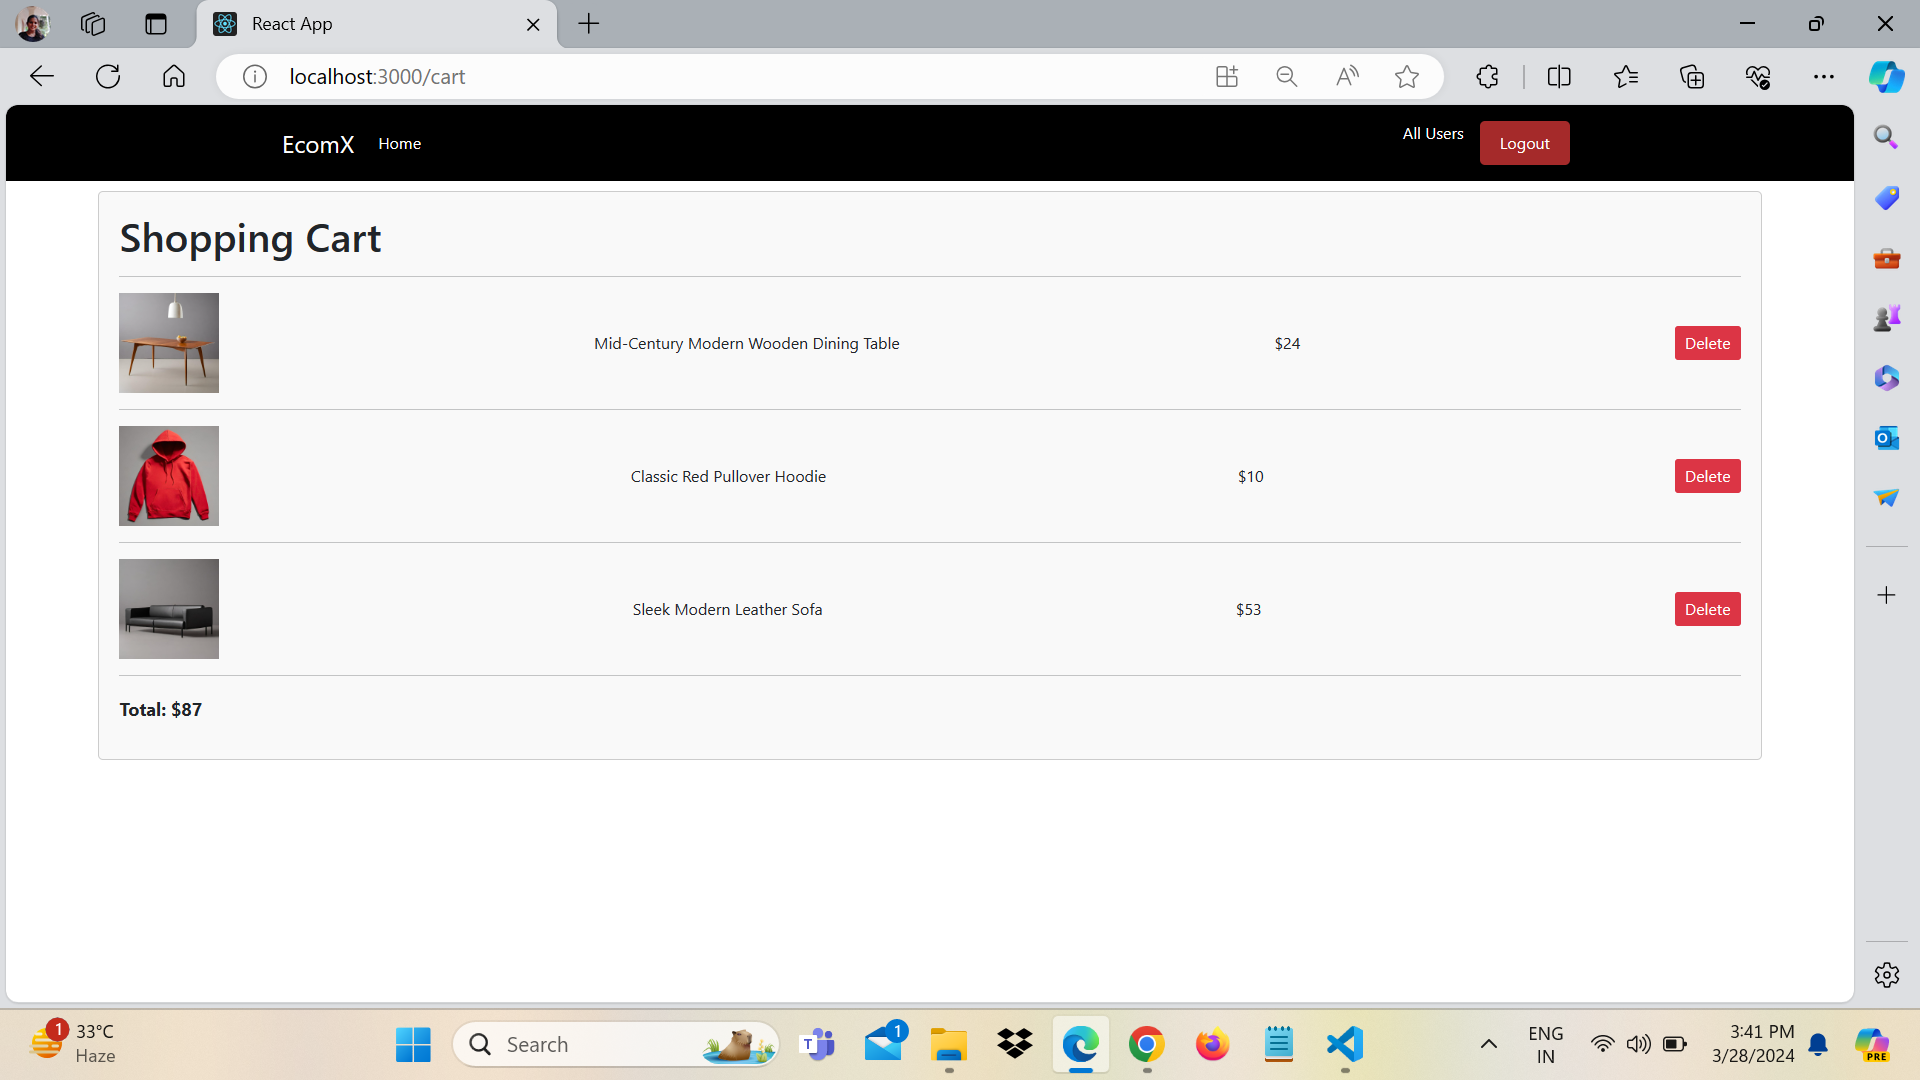 React App
localhost:3000/cart
EcomX
Home
All Users
Logout
Shopping Cart
Mid-Century Modern Wooden Dining Table
$24
Delete
Classic Red Pullover Hoodie
$10
Delete
Sleek Modern Leather Sofa
$53
Delete
Total: $87
1
33°C
Haze
Search
T
1
ENG
IN
3:41 PM
3/28/2024
PRE